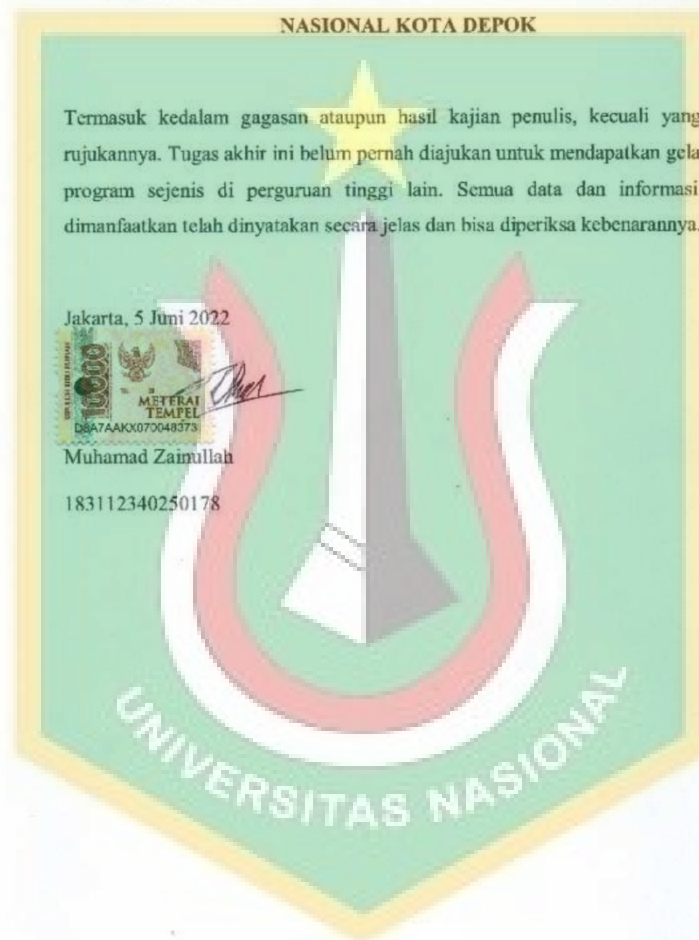 NASIONAL KOTA DEPOK
Termasuk kedalam gagasan ataupun hasil kajian penulis, kecuali yang
rujukannya. Tugas akhir ini belum pernah diajukan untuk mendapatkan gela
program sejenis di perguruan tinggi lain. Semua data dan informasi
dimanfaatkan telah dinyatakan secara jelas dan bisa diperiksa kebenarannya.
Jakarta, 5 Juni 2022
10000
METERAI
TEMPEL
D8A7AAKX070048373
Muhamad Zainullah
183112340250178
UNIVERSITAS NASIONAL